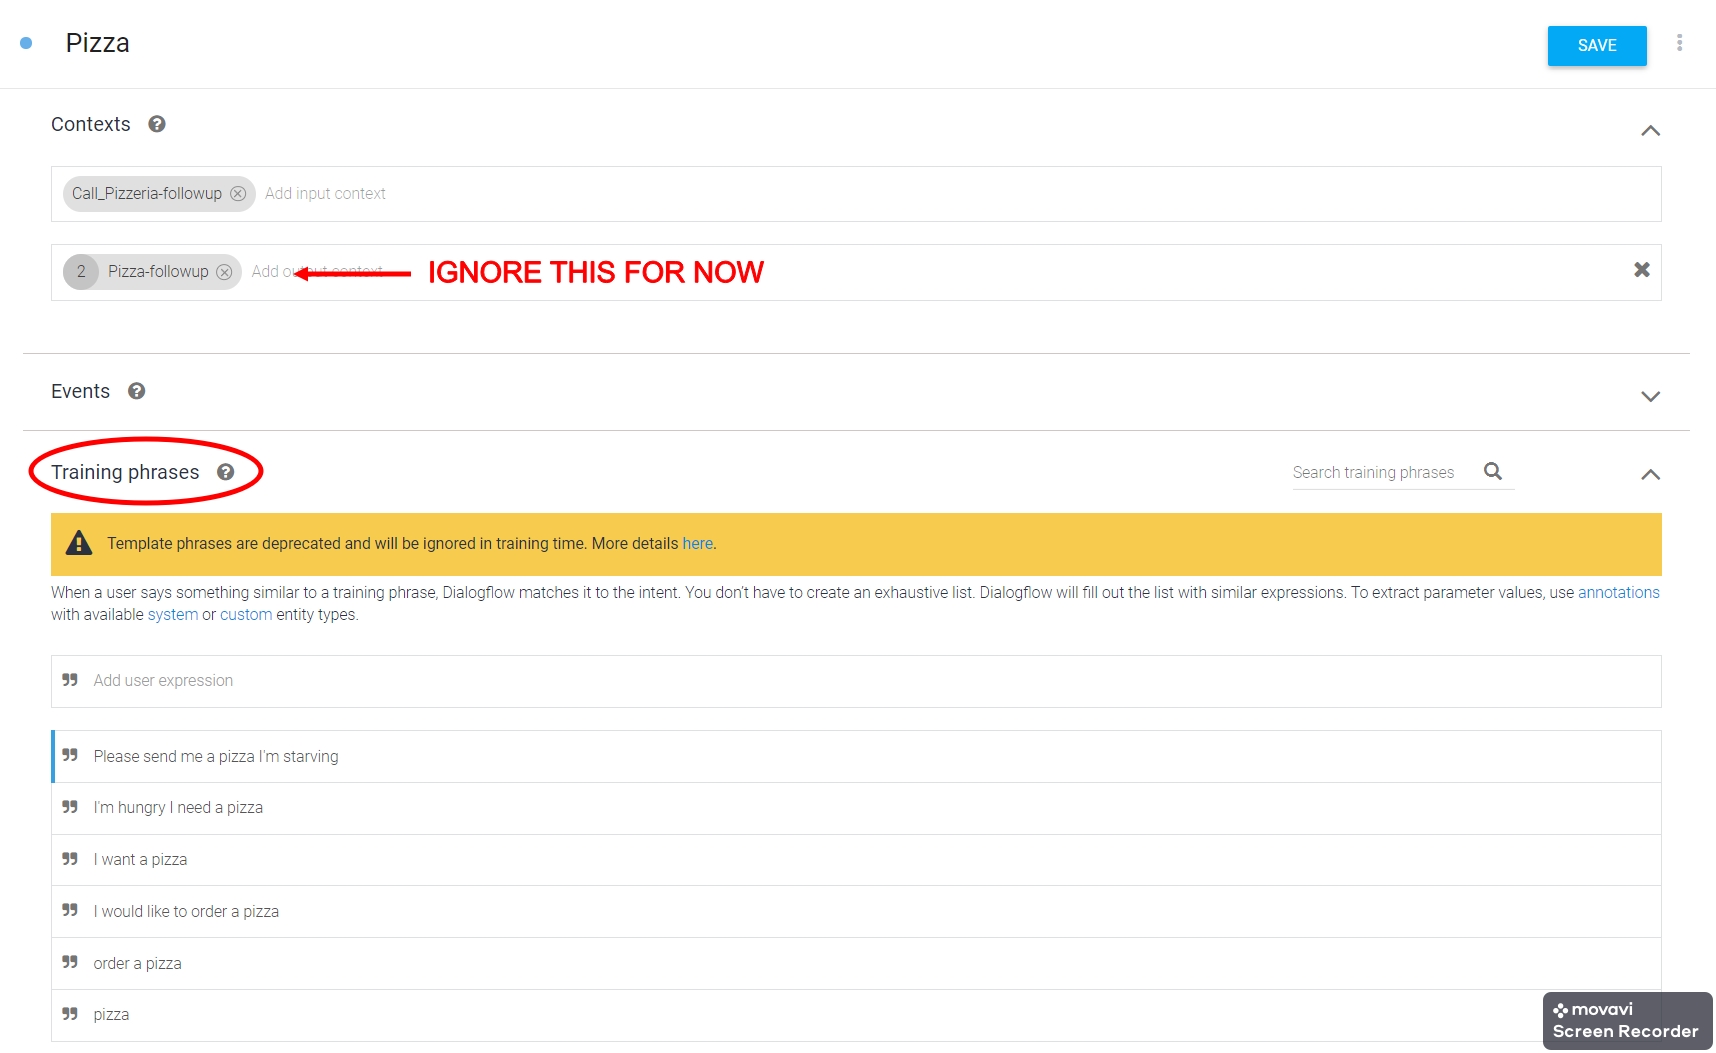 Pizza
SAVE
Contexts
Call_Pizzeria-followup Add input context
2 Pizza-followup Add output context IGNORE THIS FOR NOW
Events
Training phrases
Search training phrases
Template phrases are deprecated and will be ignored in training time. More details here.
When a user says something similar to a training phrase, Dialogflow matches it to the intent. You don't have to create an exhaustive list. Dialogflow will fill out the list with similar expressions. To extract parameter values, use annotations
with available system or custom entity types.
Add user expression
Please send me a pizza I'm starving
I'm hungry I need a pizza
I want a pizza
I would like to order a pizza
order a pizza
pizza
movavi
Screen Recorder